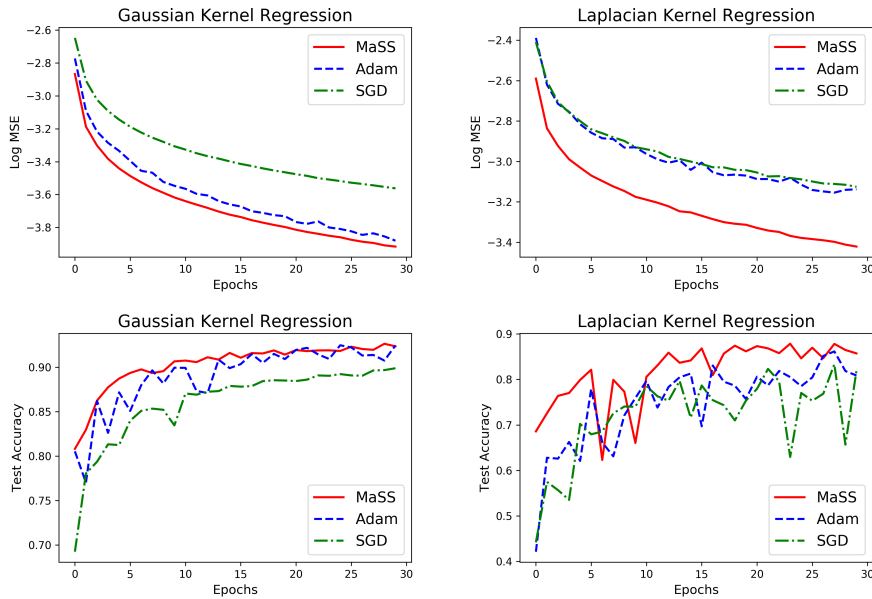 Gaussian Kernel Regression
−2.6
−2.8
−3.0
−3.2
−3.4
−3.6
−3.8
Log MSE
MaSS
Adam
SGD
0 5 10 15 20 25 30
Epochs
Laplacian Kernel Regression
−2.4
−2.6
−2.8
−3.0
−3.2
−3.4
Log MSE
MaSS
Adam
SGD
0 5 10 15 20 25 30
Epochs
Gaussian Kernel Regression
0.90
0.85
0.80
0.75
0.70
Test Accuracy
MaSS
Adam
SGD
0 5 10 15 20 25 30
Epochs
Laplacian Kernel Regression
0.9
0.8
0.7
0.6
0.5
0.4
Test Accuracy
MaSS
Adam
SGD
0 5 10 15 20 25 30
Epochs